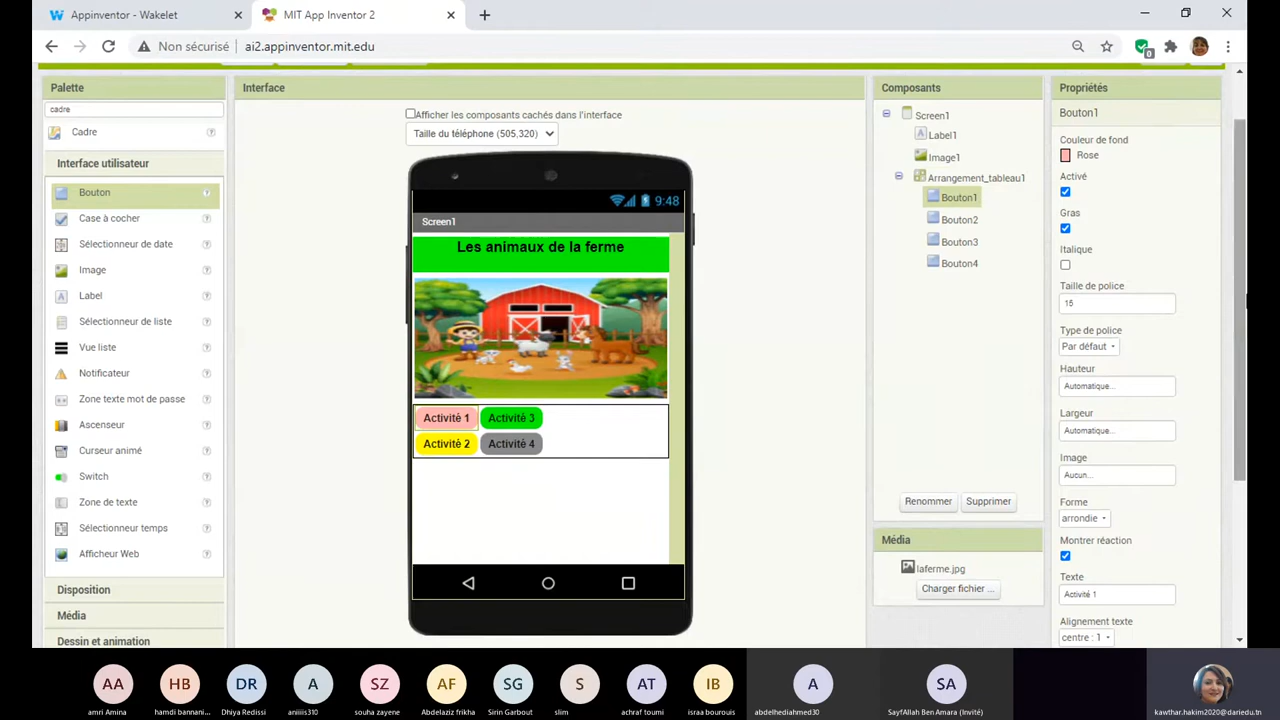 Appinventor - Wakelet
MIT App Inventor 2
Non sécurisé
ai2.appinventor.mit.edu
0
Palette
cadre
Cadre
Interface utilisateur
Bouton
Case à cocher
Sélectionneur de date
Image
Label
Sélectionneur de liste
Vue liste
Notificateur
Zone texte mot de passe
Ascenseur
Curseur animé
Switch
Zone de texte
Sélectionneur temps
Afficheur Web
Disposition
Média
Dessin et animation
Interface
Afficher les composants cachés dans l'interface
Taille du téléphone (505,320)
9:48
Screen1
Les animaux de la ferme
Activité 1
Activité 3
Activité 2
Activité 4
Composants
Screen1
Label1
Image1
Arrangement_tableau1
Bouton1
Bouton2
Bouton3
Bouton4
Renommer
Supprimer
Média
laferme.jpg
Charger fichier ...
Propriétés
Bouton1
Couleur de fond
Rose
Activé
Gras
Italique
Taille de police
15
Type de police
Par défaut
Hauteur
Automatique...
Largeur
Automatique...
Image
Aucun...
Forme
arrondie
Montrer réaction
Texte
Activité 1
Alignement texte
centre : 1
AA
HB
DR
A
SZ
AF
SG
S
AT
IB
A
SA
amri Amina
hamdi bannani...
Dhiya Redissi
aniiiis310
souha zayene
Abdelaziz frikha
Sirin Garbout
slim
achraf toumi
israa bourouis
abdelhediahmed30
SayfAllah Ben Amara (Invité)
kawthar.hakim2020@dariedu.tn